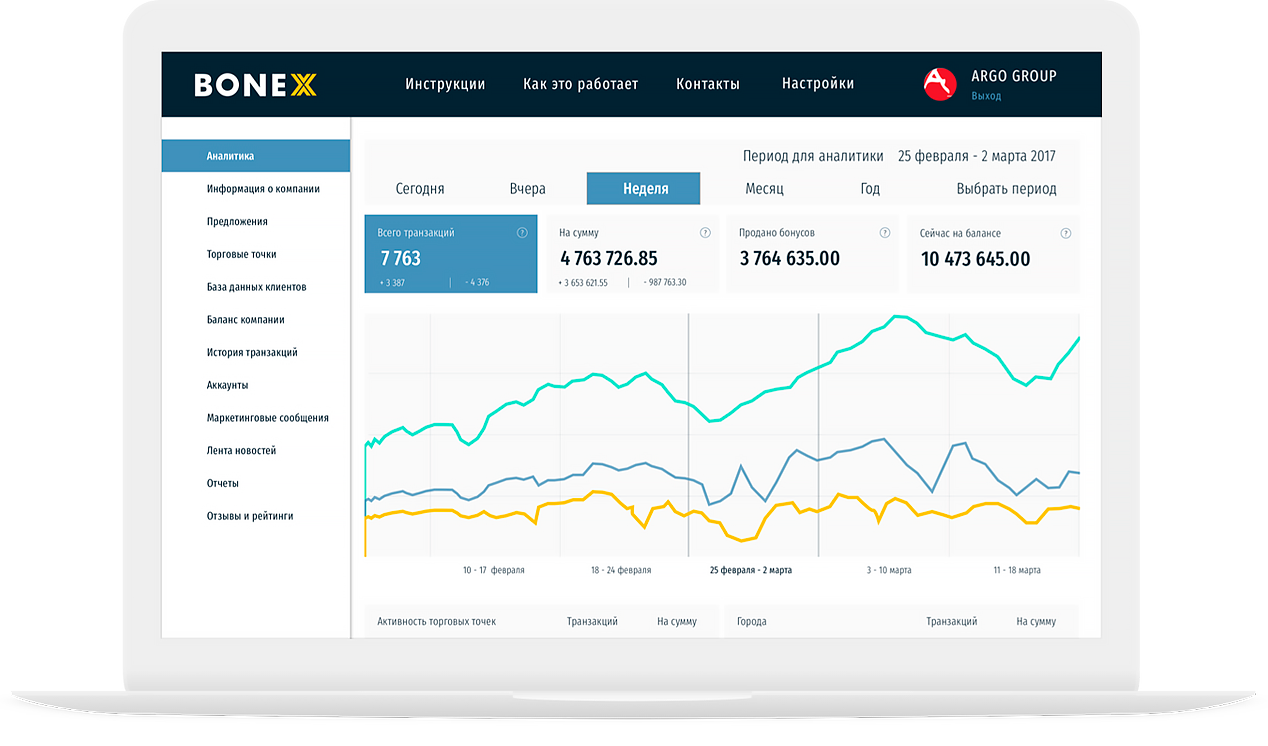 BONEX
Инструкции
Как это работает
Контакты
Настройки
ARGO GROUP
Выход
Аналитика
Информация о компании
Предложения
Торговые точки
База данных клиентов
Баланс компании
История транзакций
Аккаунты
Маркетинговые сообщения
Лента новостей
Отчеты
Отзывы и рейтинги
Период для аналитики 25 февраля - 2 марта 2017
Сегодня
Вчера
Неделя
Месяц
Год
Выбрать период
Всего транзакций ?
7 763
+ 3 387 | - 4 376
На сумму ?
4 763 726.85
+ 3 653 621.55 | - 987 763.30
Продано бонусов ?
3 764 635.00
Сейчас на балансе ?
10 473 645.00
10 - 17 февраля
18 - 24 февраля
25 февраля - 2 марта
3 - 10 марта
11 - 18 марта
Активность торговых точек Транзакций На сумму
Города Транзакций На сумму